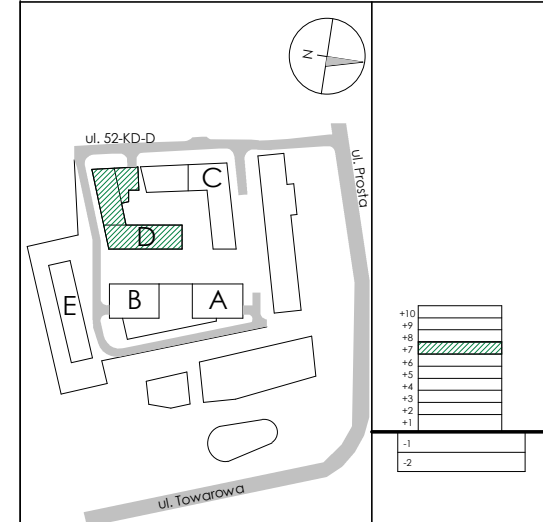 N
ul. 52-KD-D
ul. Prosta
C
D
E
B
A
ul. Towarowa
+10
+9
+8
+7
+6
+5
+4
+3
+2
+1
-1
-2